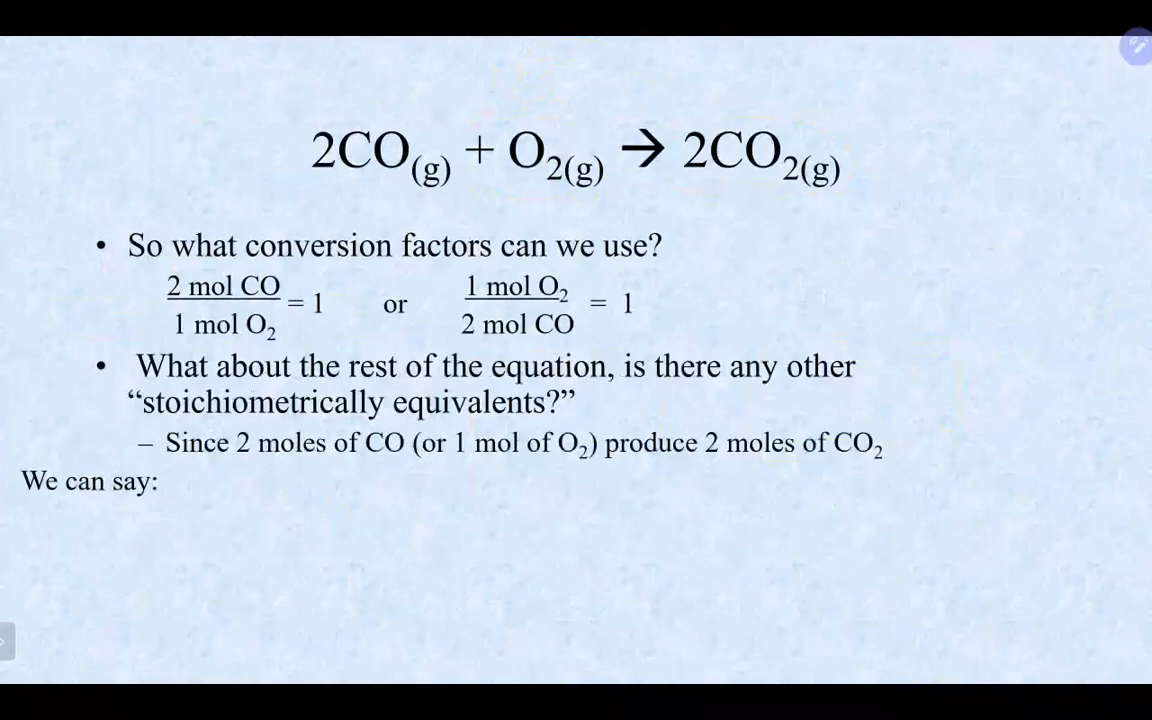 2CO(g) + O2(g) → 2CO2(g)
• So what conversion factors can we use?
2 mol CO = 1 or 1 mol O2 = 1
1 mol O2 2 mol CO
• What about the rest of the equation, is there any other
“stoichiometrically equivalents?”
– Since 2 moles of CO (or 1 mol of O2) produce 2 moles of CO2
We can say: